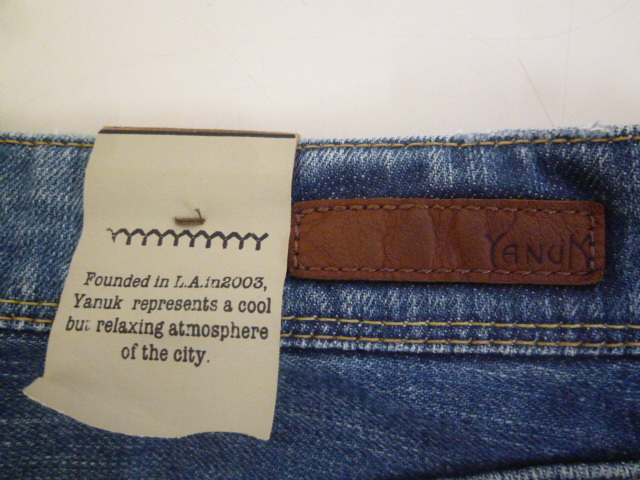 Founded in L.A.in2003,
Yanuk represents a cool
but relaxing atmosphere
of the city.
YANUK